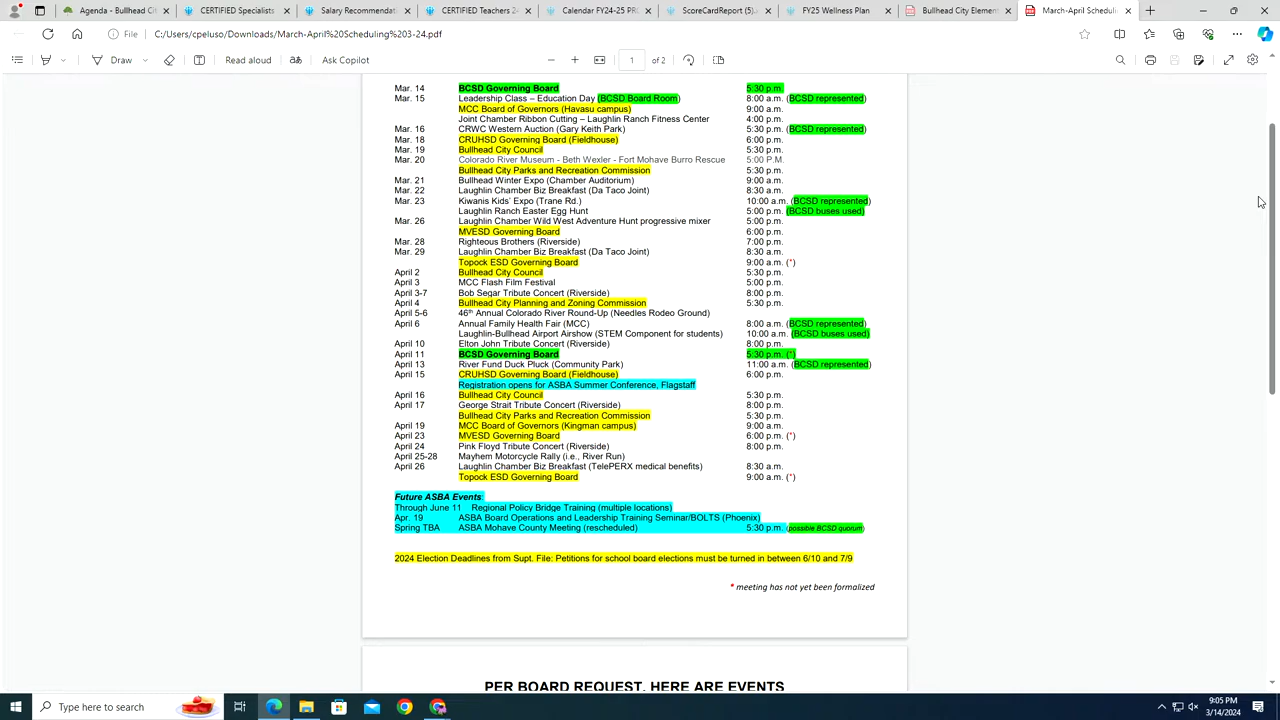 Agenda - Bullhead Cit
CERTIFIED Specialists
Salary Recommendati
CERTIFIED Teachers 2
Calendar FY24-25 PR
ScoreCard Report (5)
FY25 Wellness Plan
Bullhead City Elemen
March-April Scheduli
File C:/Users/cpeluso/Downloads/March-April%20Scheduling%203-24.pdf
Draw Read aloud Ask Copilot 1 of 2
Mar. 14 BCSD Governing Board 5:30 p.m.
Mar. 15 Leadership Class – Education Day (BCSD Board Room) 8:00 a.m. (BCSD represented)
MCC Board of Governors (Havasu campus) 9:00 a.m.
Joint Chamber Ribbon Cutting – Laughlin Ranch Fitness Center 4:00 p.m.
Mar. 16 CRWC Western Auction (Gary Keith Park) 5:30 p.m. (BCSD represented)
Mar. 18 CRUHSD Governing Board (Fieldhouse) 6:00 p.m.
Mar. 19 Bullhead City Council 5:30 p.m.
Mar. 20 Colorado River Museum - Beth Wexler - Fort Mohave Burro Rescue 5:00 P.M.
Bullhead City Parks and Recreation Commission 5:30 p.m.
Mar. 21 Bullhead Winter Expo (Chamber Auditorium) 9:00 a.m.
Mar. 22 Laughlin Chamber Biz Breakfast (Da Taco Joint) 8:30 a.m.
Mar. 23 Kiwanis Kids' Expo (Trane Rd.) 10:00 a.m. (BCSD represented)
Laughlin Ranch Easter Egg Hunt 5:00 p.m. (BCSD buses used)
Mar. 26 Laughlin Chamber Wild West Adventure Hunt progressive mixer 5:00 p.m.
MVESD Governing Board 6:00 p.m.
Mar. 28 Righteous Brothers (Riverside) 7:00 p.m.
Mar. 29 Laughlin Chamber Biz Breakfast (Da Taco Joint) 8:30 a.m.
Topock ESD Governing Board 9:00 a.m. (*)
April 2 Bullhead City Council 5:30 p.m.
April 3 MCC Flash Film Festival 5:00 p.m.
April 3-7 Bob Segar Tribute Concert (Riverside) 8:00 p.m.
April 4 Bullhead City Planning and Zoning Commission 5:30 p.m.
April 5-6 46th Annual Colorado River Round-Up (Needles Rodeo Ground)
April 6 Annual Family Health Fair (MCC) 8:00 a.m. (BCSD represented)
Laughlin-Bullhead Airport Airshow (STEM Component for students) 10:00 a.m. (BCSD buses used)
April 10 Elton John Tribute Concert (Riverside) 8:00 p.m.
April 11 BCSD Governing Board 5:30 p.m. (*)
April 13 River Fund Duck Pluck (Community Park) 11:00 a.m. (BCSD represented)
April 15 CRUHSD Governing Board (Fieldhouse) 6:00 p.m.
Registration opens for ASBA Summer Conference, Flagstaff
April 16 Bullhead City Council 5:30 p.m.
April 17 George Strait Tribute Concert (Riverside) 8:00 p.m.
Bullhead City Parks and Recreation Commission 5:30 p.m.
April 19 MCC Board of Governors (Kingman campus) 9:00 a.m.
April 23 MVESD Governing Board 6:00 p.m. (*)
April 24 Pink Floyd Tribute Concert (Riverside) 8:00 p.m.
April 25-28 Mayhem Motorcycle Rally (i.e., River Run)
April 26 Laughlin Chamber Biz Breakfast (TelePERX medical benefits) 8:30 a.m.
Topock ESD Governing Board 9:00 a.m. (*)
Future ASBA Events:
Through June 11 Regional Policy Bridge Training (multiple locations)
Apr. 19 ASBA Board Operations and Leadership Training Seminar/BOLTS (Phoenix)
Spring TBA ASBA Mohave County Meeting (rescheduled) 5:30 p.m. (possible BCSD quorum)
2024 Election Deadlines from Supt. File: Petitions for school board elections must be turned in between 6/10 and 7/9
* meeting has not yet been formalized
PER BOARD REQUEST, HERE ARE EVENTS
Type here to search
9:05 PM
3/14/2024